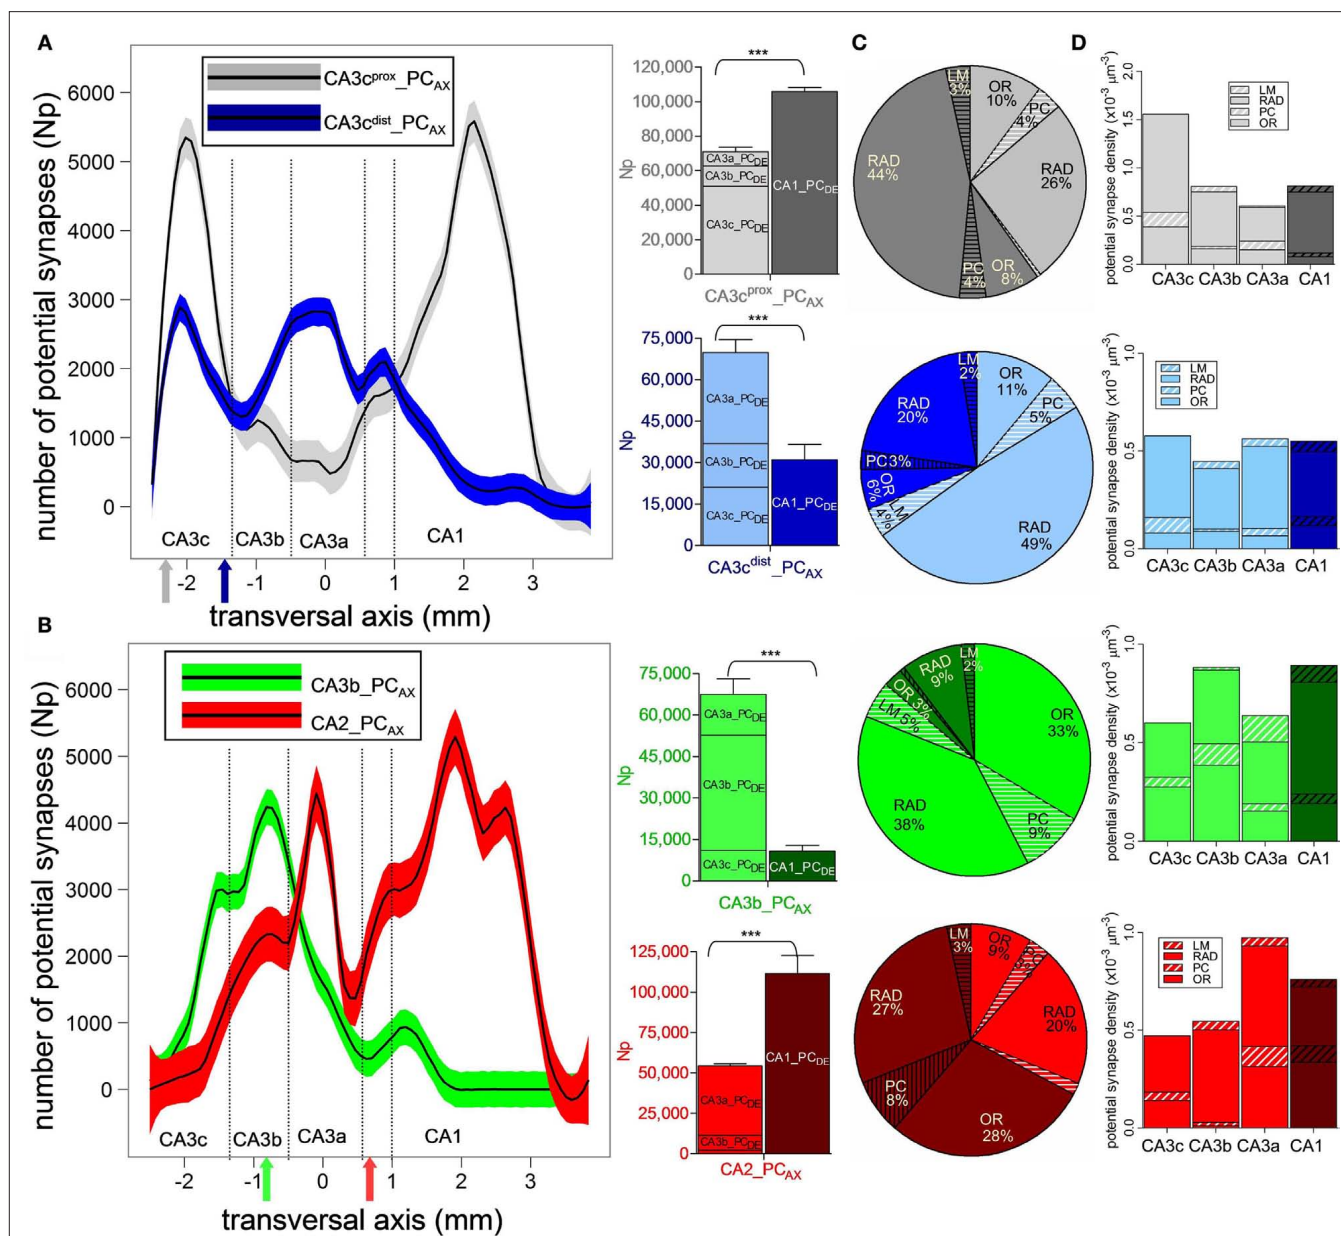 A
number of potential synapses (Np)
6000
5000
4000
3000
2000
1000
0
CA3c^prox_PC_AX
CA3c^dist_PC_AX
CA3c CA3b CA3a CA1
-2 -1 0 1 2 3
transversal axis (mm)
Np
120,000
100,000
80,000
60,000
40,000
20,000
0
***
CA3a_PC_DE
CA3b_PC_DE
CA3c_PC_DE
CA1_PC_DE
CA3c^prox_PC_AX
Np
75,000
60,000
45,000
30,000
15,000
0
***
CA3a_PC_DE
CA3b_PC_DE
CA3c_PC_DE
CA1_PC_DE
CA3c^dist_PC_AX
C
LM
3%
OR
10%
PC
4%
RAD
26%
OR
8%
PC
4%
RAD
44%
LM
2%
OR
11%
PC
5%
RAD
49%
LM
4%
OR
6%
PC 3%
RAD
20%
D
potential synapse density (x10⁻³ μm⁻³)
2.0
1.5
1.0
0.5
0.0
LM
RAD
PC
OR
CA3c CA3b CA3a CA1
potential synapse density (x10⁻³ μm⁻³)
1.0
0.5
0.0
LM
RAD
PC
OR
CA3c CA3b CA3a CA1
B
number of potential synapses (Np)
6000
5000
4000
3000
2000
1000
0
CA3b_PC_AX
CA2_PC_AX
CA3c CA3b CA3a CA1
-2 -1 0 1 2 3
transversal axis (mm)
Np
75,000
60,000
45,000
30,000
15,000
0
***
CA3a_PC_DE
CA3b_PC_DE
CA3c_PC_DE
CA1_PC_DE
CA3b_PC_AX
Np
125,000
100,000
75,000
50,000
25,000
0
***
CA3a_PC_DE
CA3b_PC_DE
CA1_PC_DE
CA2_PC_AX
LM
2%
OR
33%
PC
9%
RAD
38%
LM 5%
OR 3%
RAD
9%
LM
3%
OR
9%
RAD
20%
OR
28%
PC
8%
RAD
27%
potential synapse density (x10⁻³ μm⁻³)
1.0
0.5
0.0
LM
RAD
PC
OR
CA3c CA3b CA3a CA1
potential synapse density (x10⁻³ μm⁻³)
1.0
0.5
0.0
LM
RAD
PC
OR
CA3c CA3b CA3a CA1